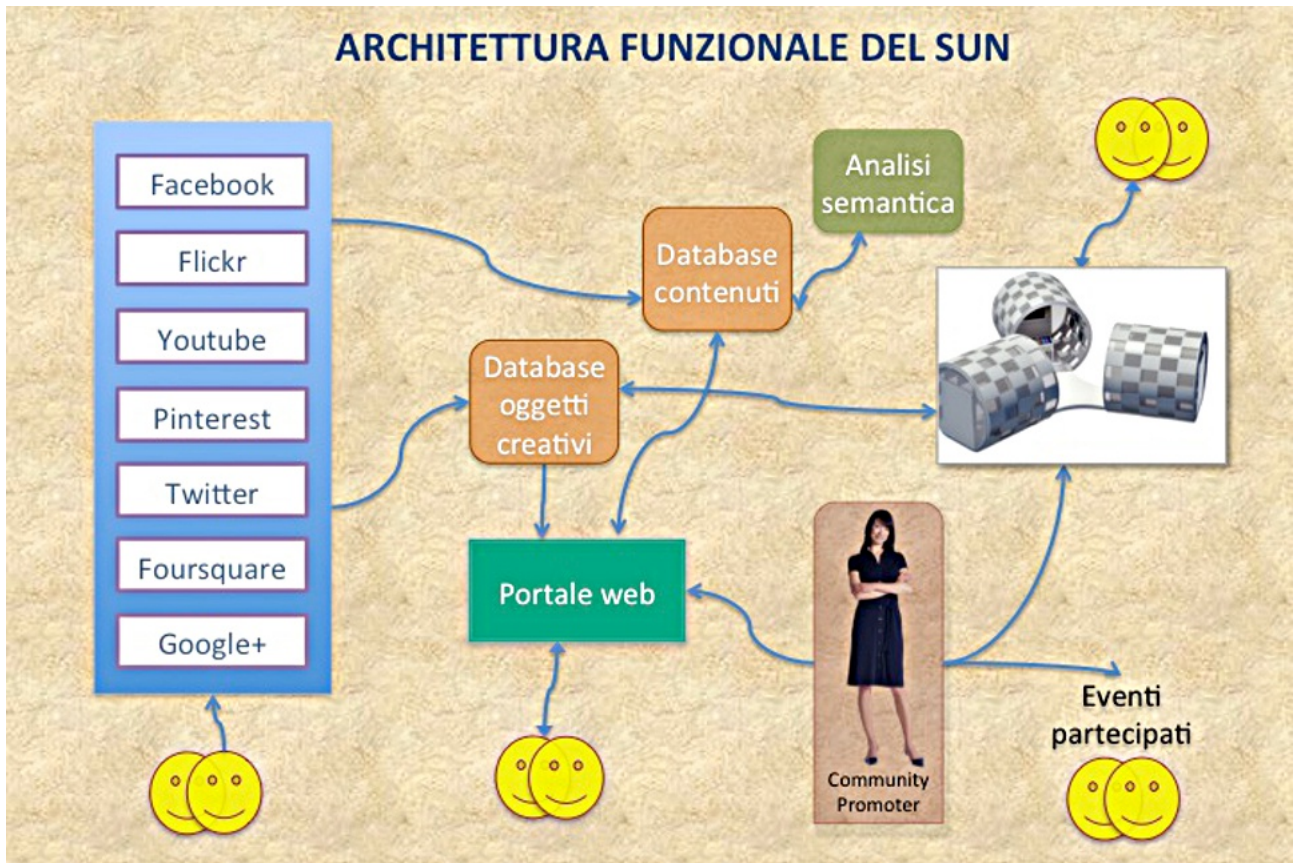 ARCHITETTURA FUNZIONALE DEL SUN
Facebook
Flickr
Youtube
Pinterest
Twitter
Foursquare
Google+
Database
oggetti
creativi
Database
contenuti
Analisi
semantica
Portale web
Community
Promoter
Eventi
partecipati